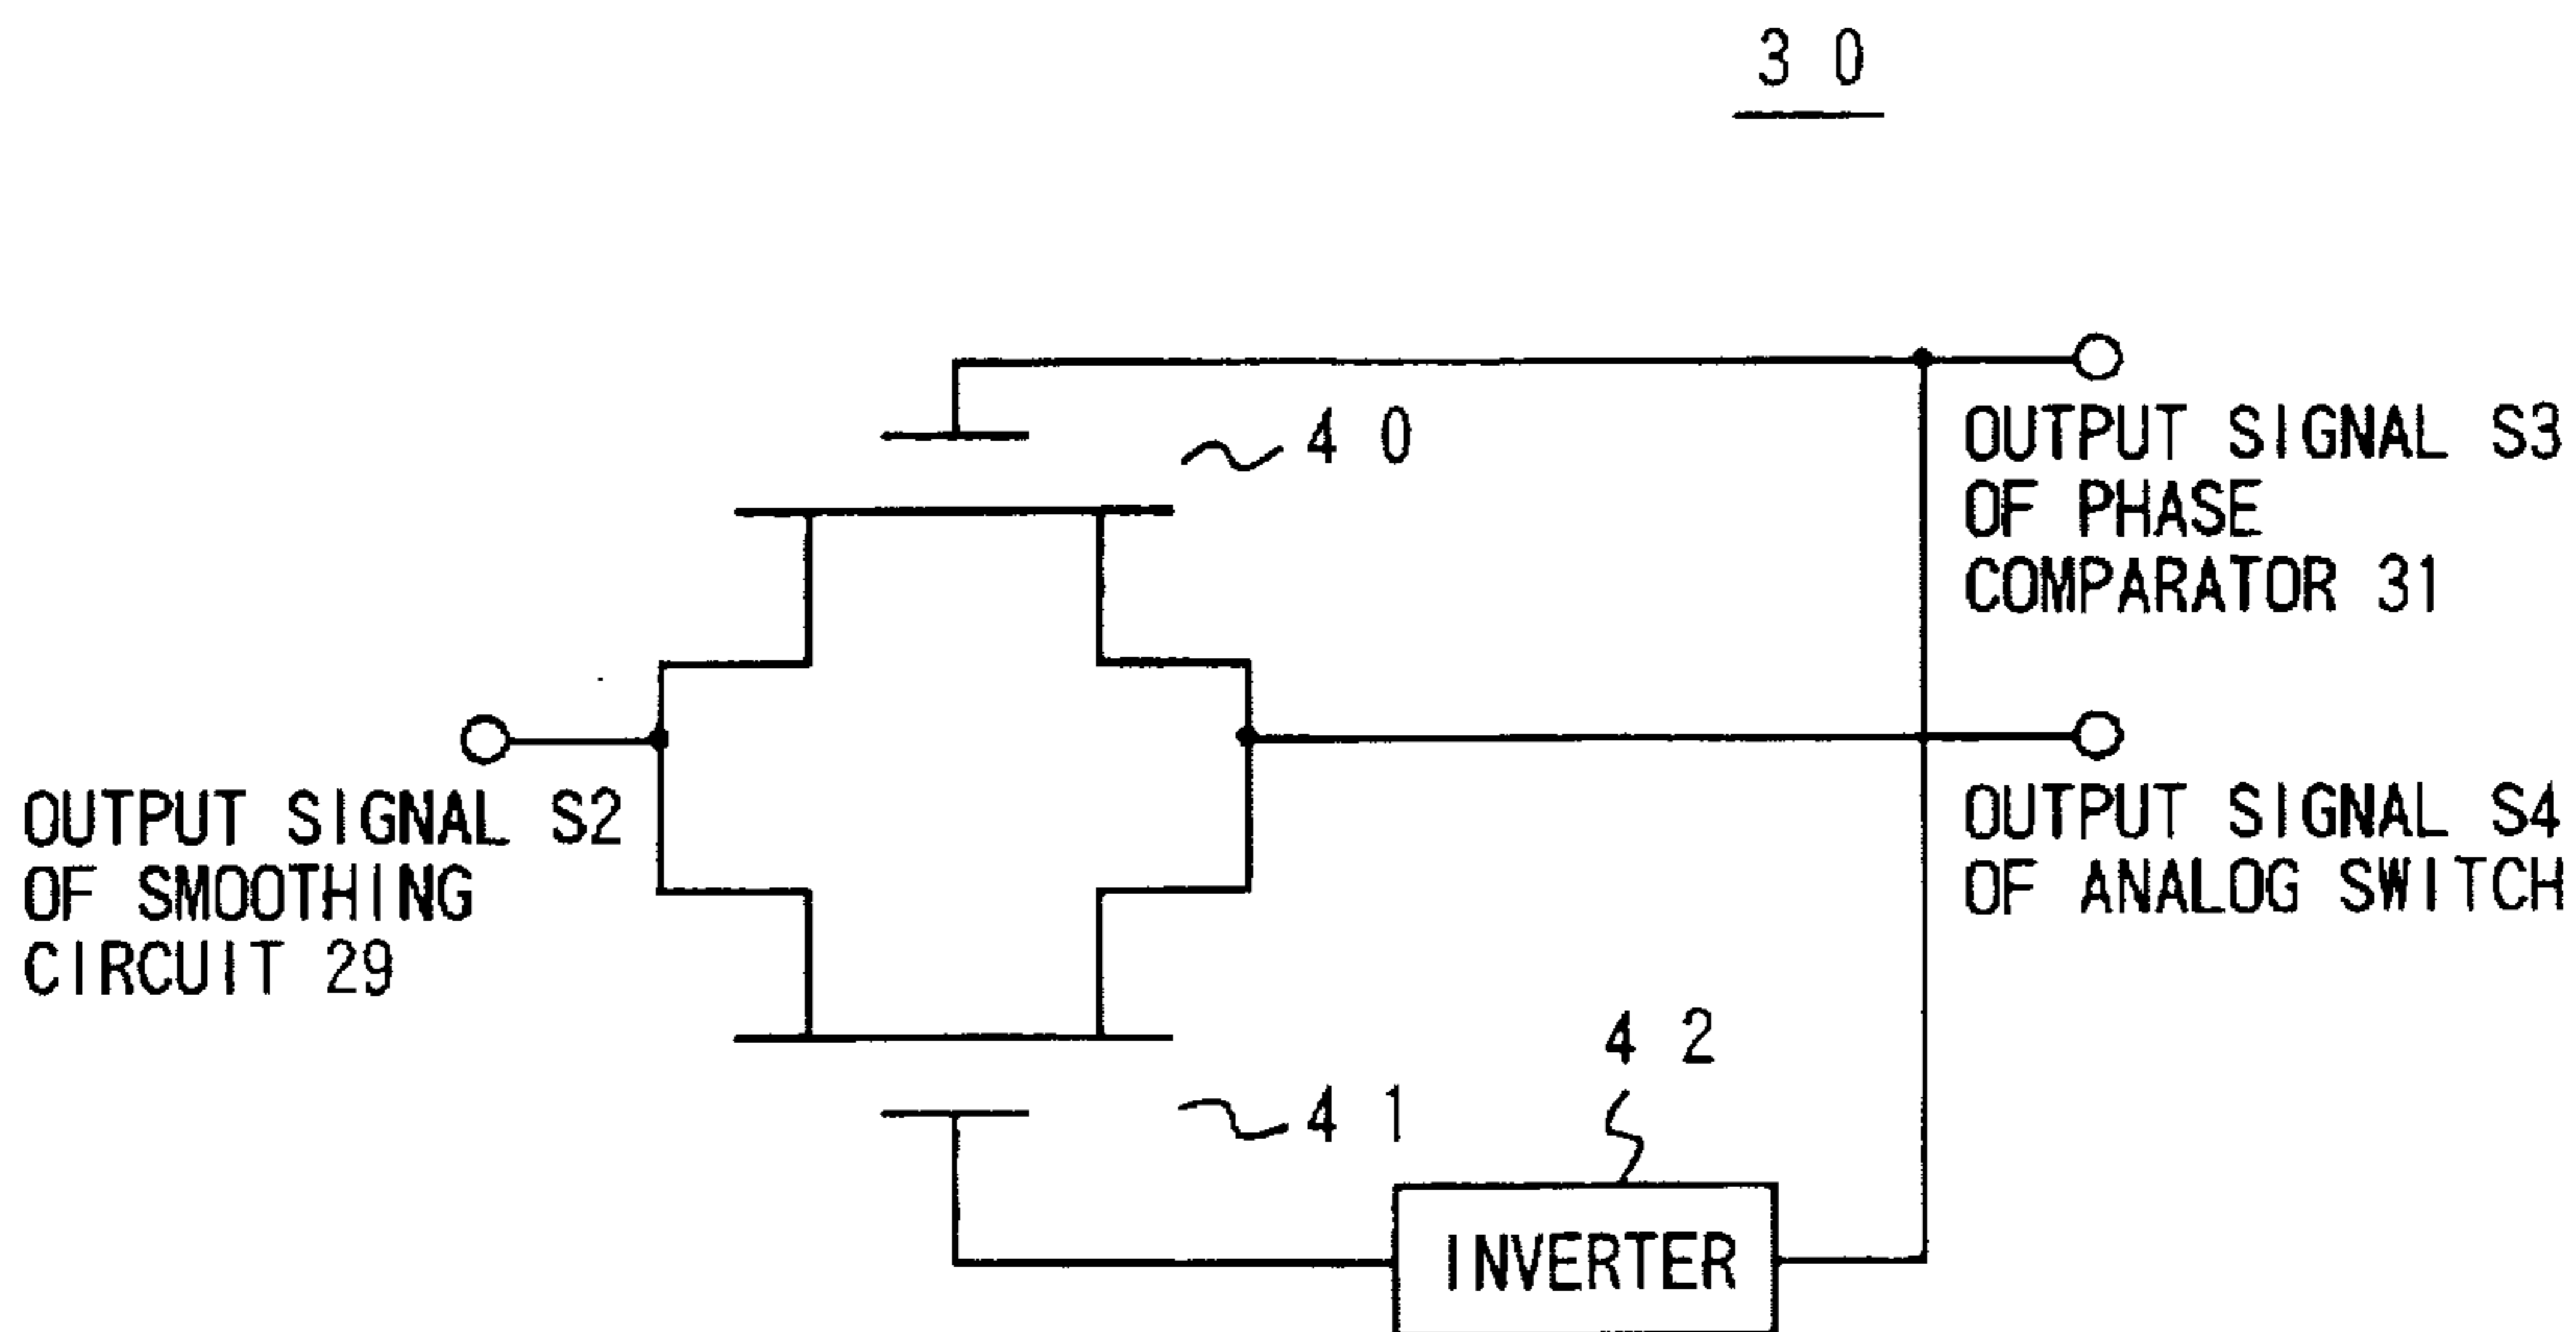 30
40
OUTPUT SIGNAL S3
OF PHASE
COMPARATOR 31
OUTPUT SIGNAL S2
OF SMOOTHING
CIRCUIT 29
OUTPUT SIGNAL S4
OF ANALOG SWITCH
42
41
INVERTER